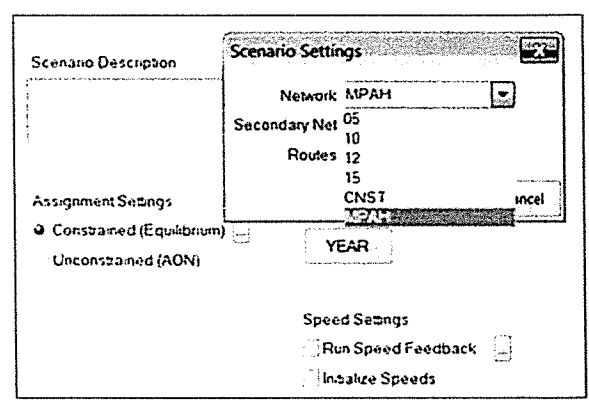 Scenario Description
Scenario Settings
Network MPAH
Secondary Net
Routes
05
10
12
15
CNST
MPAH
ncel
Assignment Settings
Constrained (Equilibrium)
Unconstrained (AON)
YEAR
Speed Settings
Run Speed Feedback
Initialize Speeds